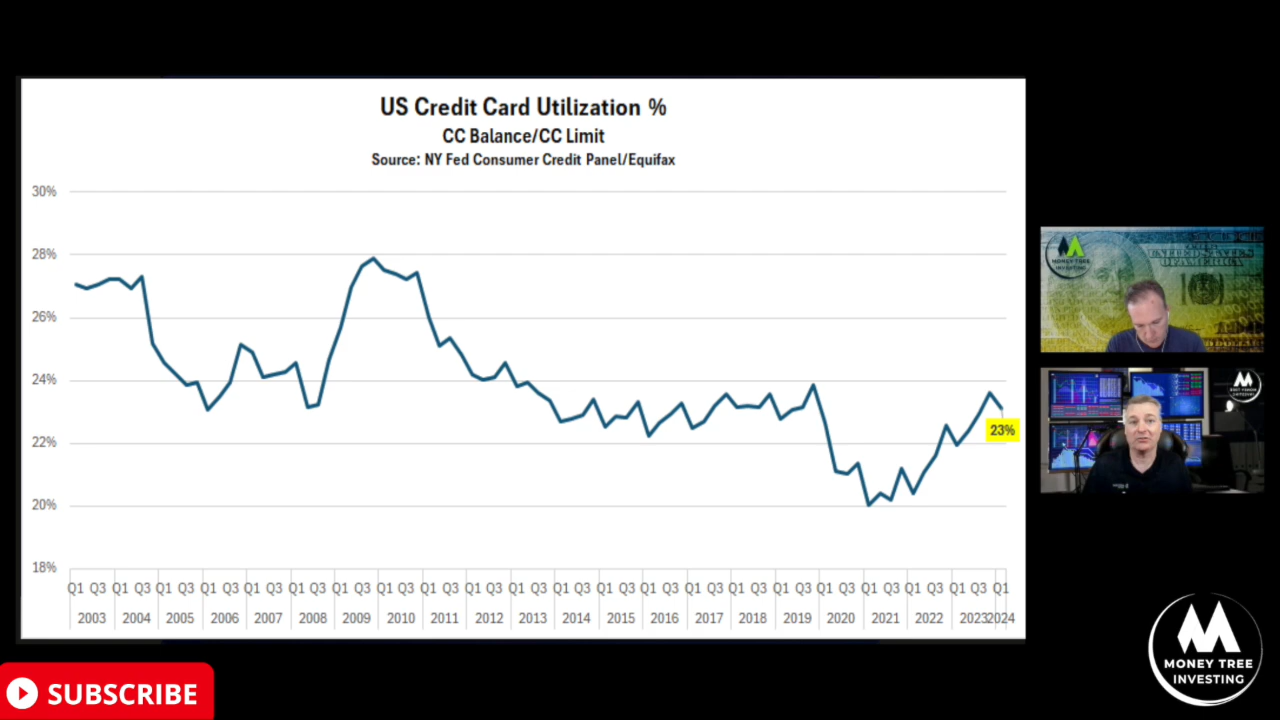 US Credit Card Utilization %
CC Balance/CC Limit
Source: NY Fed Consumer Credit Panel/Equifax
30%
28%
26%
24%
22%
20%
18%
23%
Q1 Q3 Q1 Q3 Q1 Q3 Q1 Q3 Q1 Q3 Q1 Q3 Q1 Q3 Q1 Q3 Q1 Q3 Q1 Q3 Q1 Q3 Q1 Q3 Q1 Q3 Q1 Q3 Q1 Q3 Q1 Q3 Q1 Q3 Q1 Q3 Q1 Q3 Q1 Q3 Q1 Q3 Q1
2003 2004 2005 2006 2007 2008 2009 2010 2011 2012 2013 2014 2015 2016 2017 2018 2019 2020 2021 2022 2023 2024
MONEY TREE
INVESTING
SUBSCRIBE
MONEY TREE
INVESTING